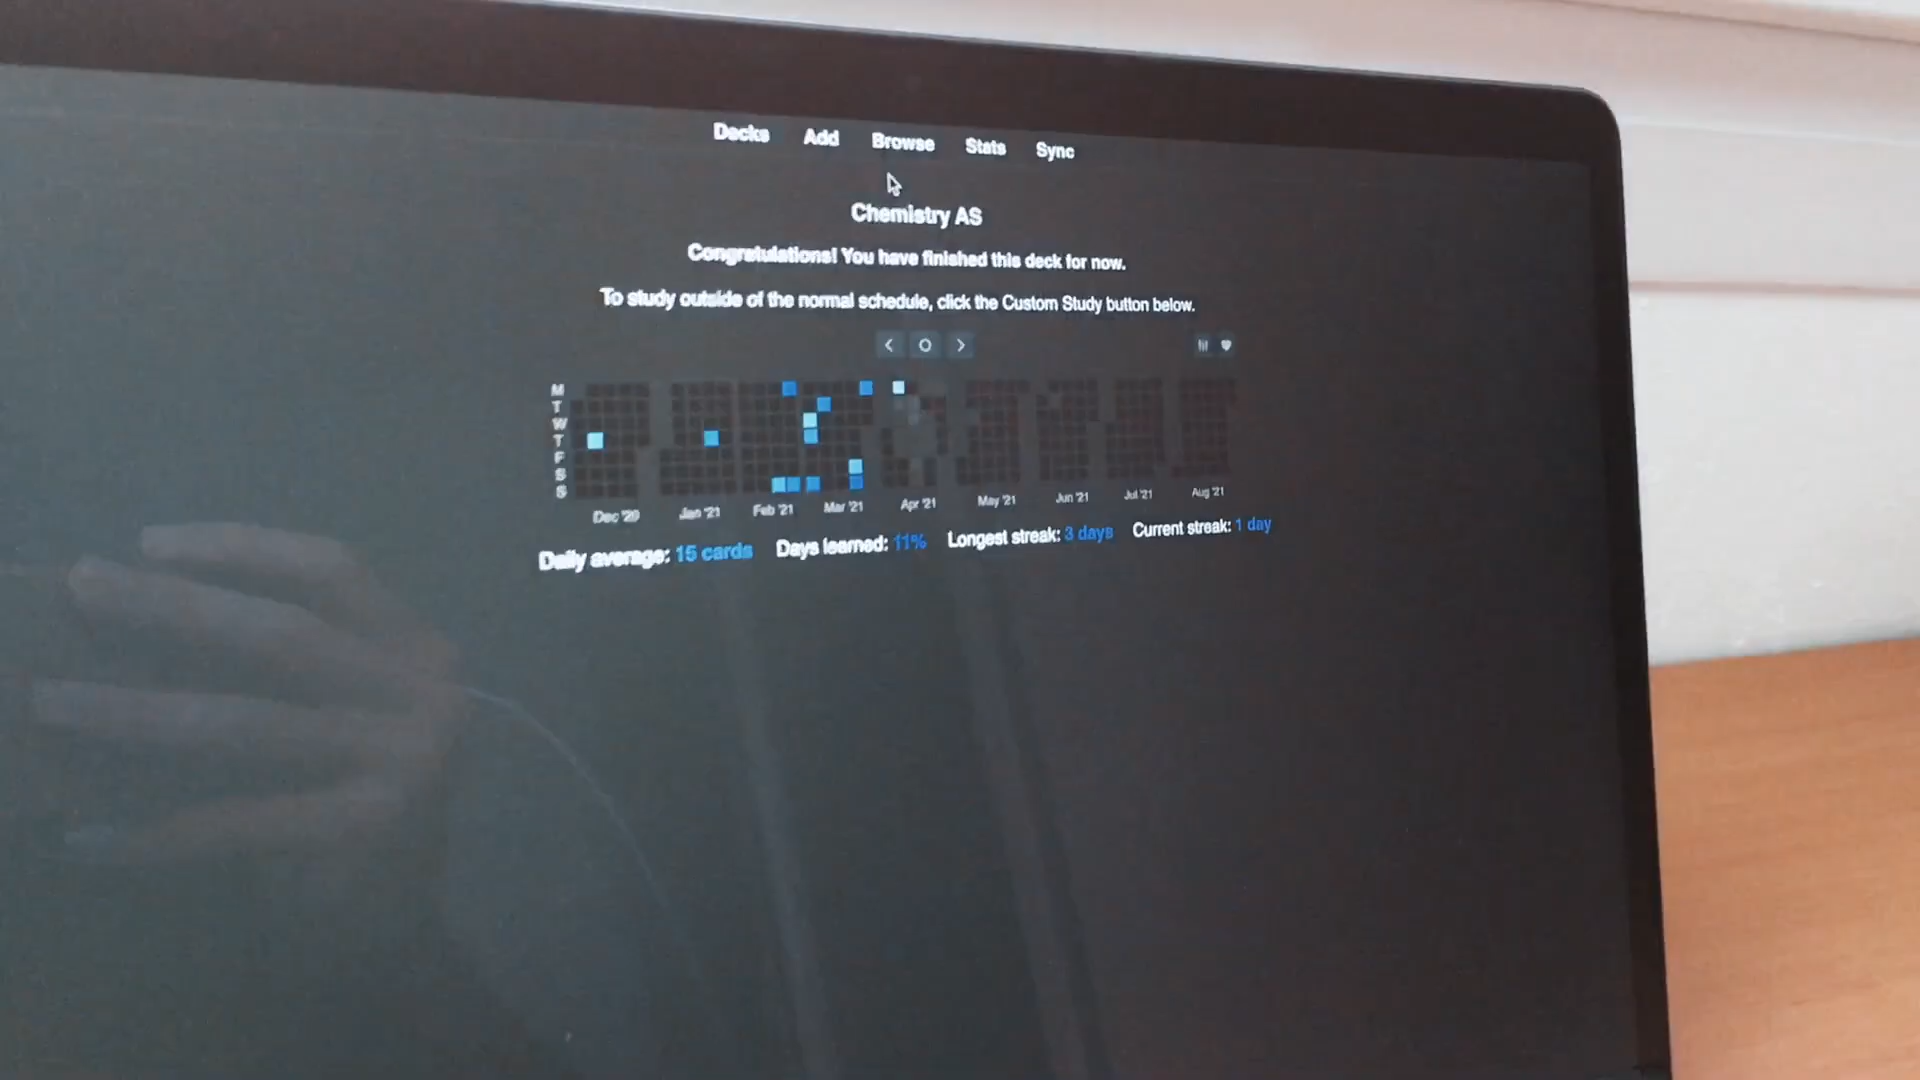 Decks Add Browse Stats Sync
Chemistry AS
Congratulations! You have finished this deck for now.
To study outside of the normal schedule, click the Custom Study button below.
M
T
W
T
F
S
S
Dec '20 Jan '21 Feb '21 Mar '21 Apr '21 May '21 Jun '21 Jul '21 Aug '21
Daily average: 15 cards Days learned: 11% Longest streak: 3 days Current streak: 1 day